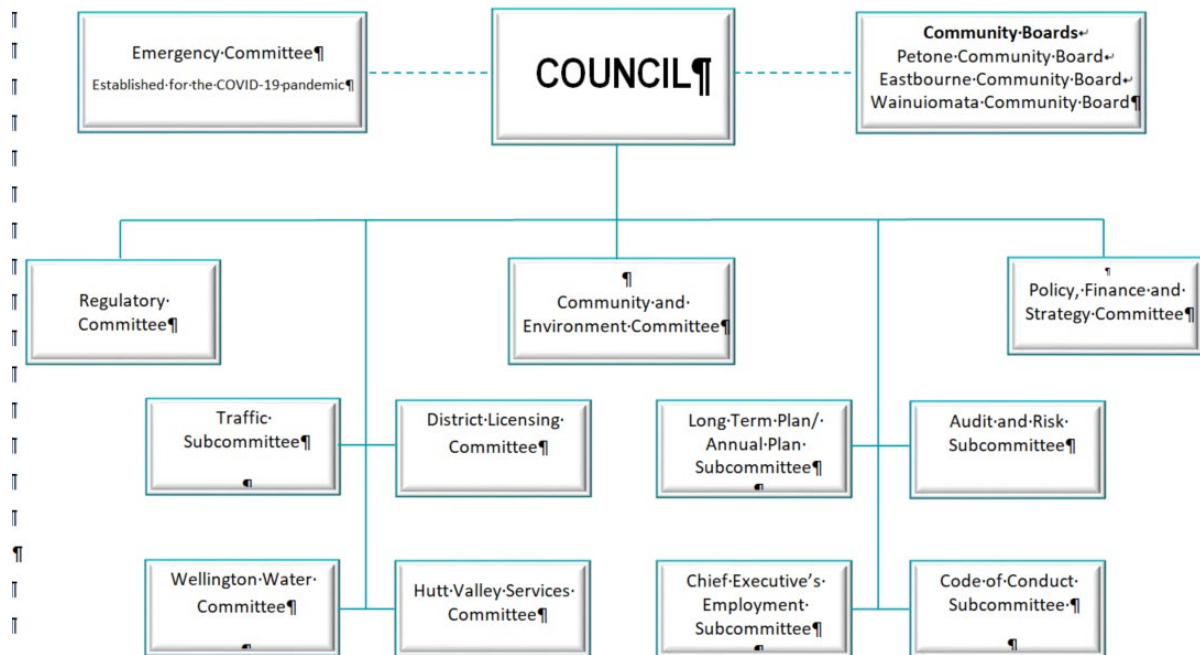 Emergency Committee
Established for the COVID-19 pandemic
COUNCIL
Community Boards
Petone Community Board
Eastbourne Community Board
Wainuiomata Community Board
Regulatory
Committee
Community and
Environment Committee
Policy, Finance and
Strategy Committee
Traffic
Subcommittee
District Licensing
Committee
Long Term Plan/
Annual Plan
Subcommittee
Audit and Risk
Subcommittee
Wellington Water
Committee
Hutt Valley Services
Committee
Chief Executive’s
Employment
Subcommittee
Code of Conduct
Subcommittee